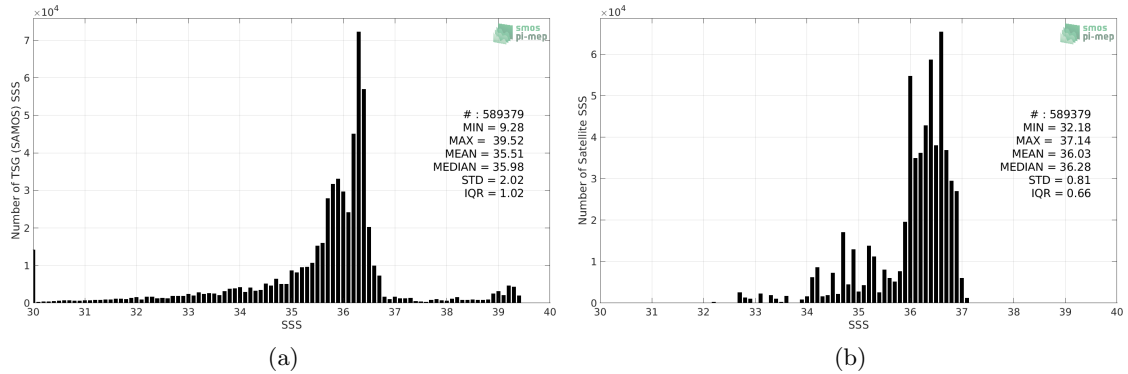 ×10⁴
smos
pi-mep
7
6
5
4
3
2
1
0
Number of TSG (SAMOS) SSS
# : 589379
MIN = 9.28
MAX = 39.52
MEAN = 35.51
MEDIAN = 35.98
STD = 2.02
IQR = 1.02
30 31 32 33 34 35 36 37 38 39 40
SSS
(a)
×10⁴
smos
pi-mep
6
5
4
3
2
1
0
Number of Satellite SSS
# : 589379
MIN = 32.18
MAX = 37.14
MEAN = 36.03
MEDIAN = 36.28
STD = 0.81
IQR = 0.66
30 31 32 33 34 35 36 37 38 39 40
SSS
(b)